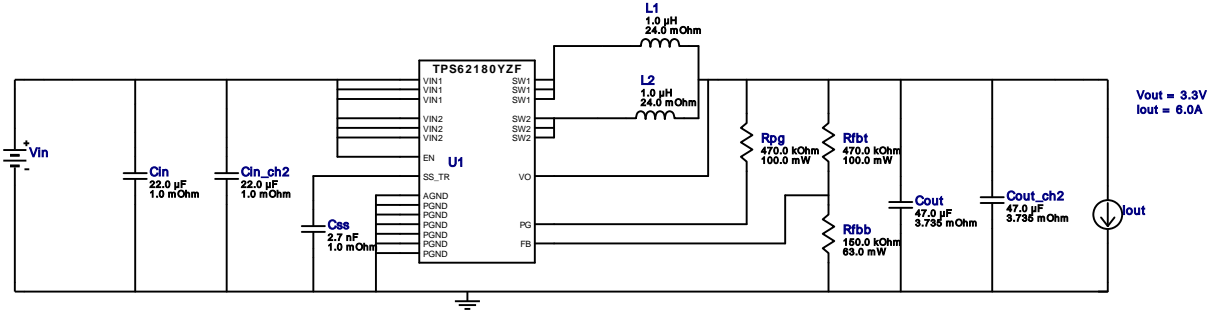 L1
1.0 µH
24.0 mOhm
TPS62180YZF
VIN1
VIN1
VIN1
VIN2
VIN2
VIN2
EN
SS_TR
AGND
PGND
PGND
PGND
PGND
PGND
PGND
U1
SW1
SW1
SW1
SW2
SW2
SW2
VO
PG
FB
L2
1.0 µH
24.0 mOhm
Vout = 3.3V
Iout = 6.0A
+
Vin
-
Cin
22.0 µF
1.0 mOhm
Cin_ch2
22.0 µF
1.0 mOhm
Css
2.7 nF
1.0 mOhm
Rpg
470.0 kOhm
100.0 mW
Rfbt
470.0 kOhm
100.0 mW
Rfbb
150.0 kOhm
63.0 mW
Cout
47.0 µF
3.735 mOhm
Cout_ch2
47.0 µF
3.735 mOhm
Iout